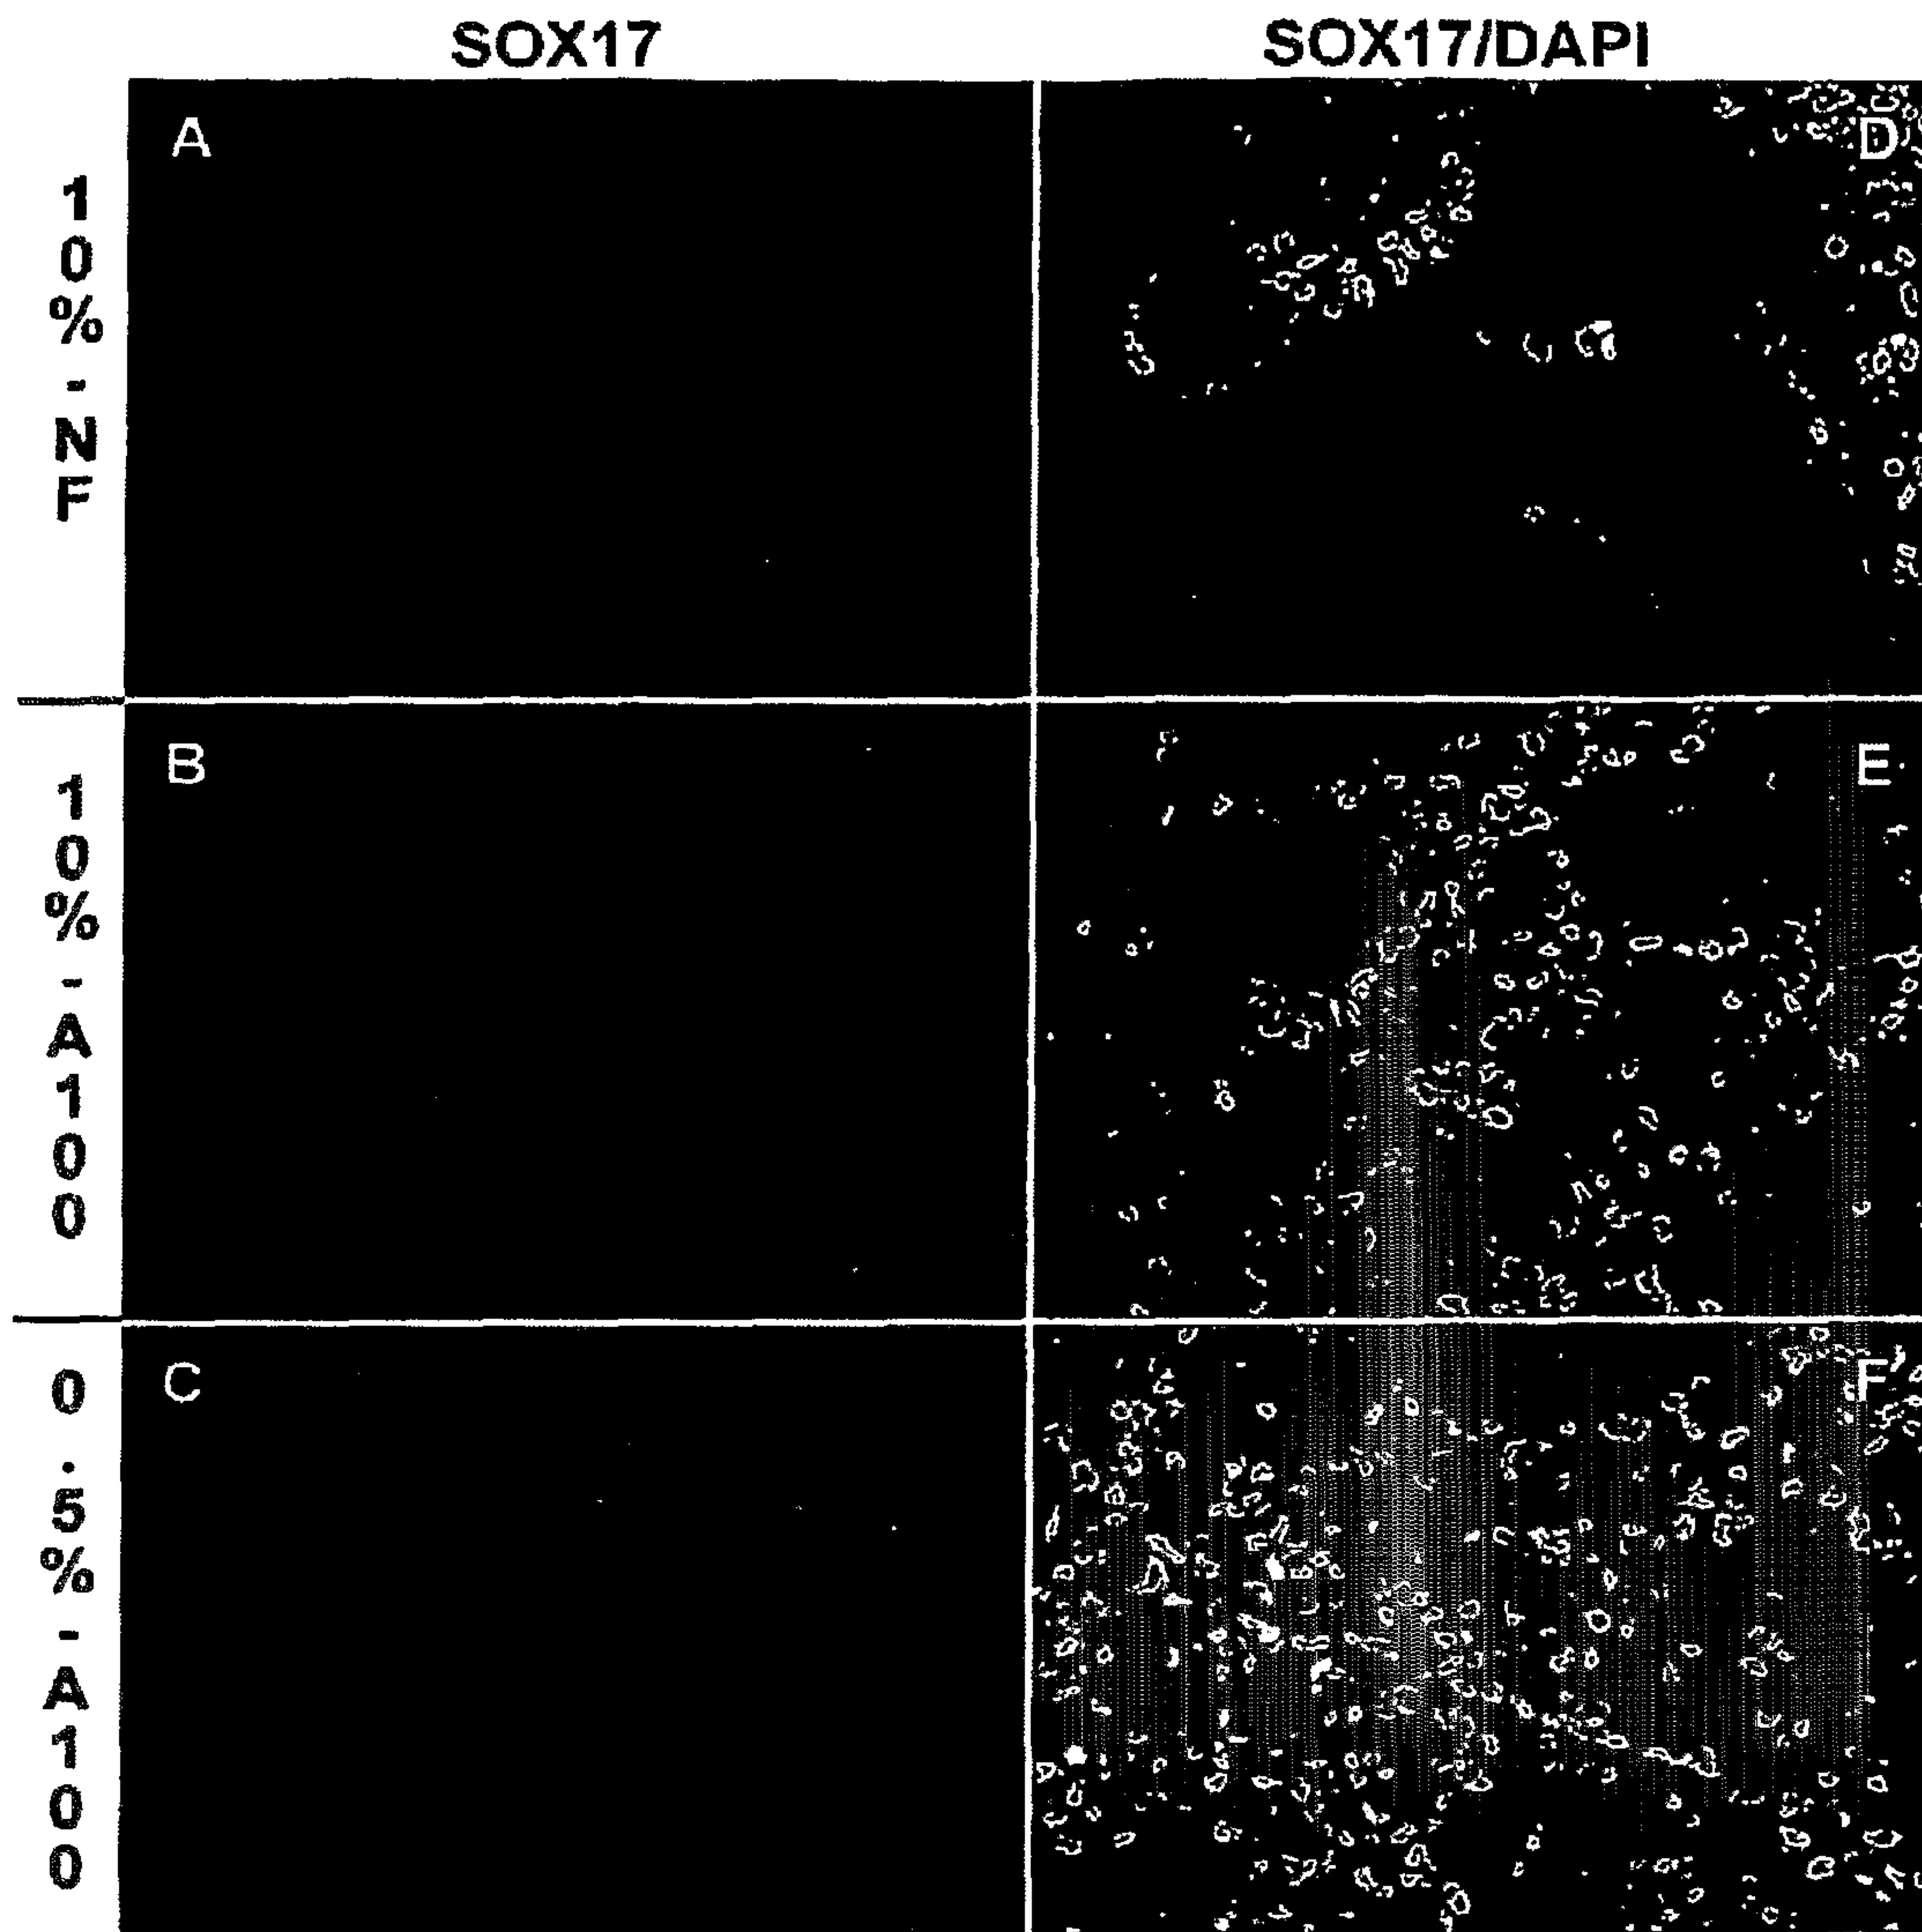 SOX17 SOX17/DAPI
A D
10%-NF
B E
10%-A100
C F
0.5%-A100